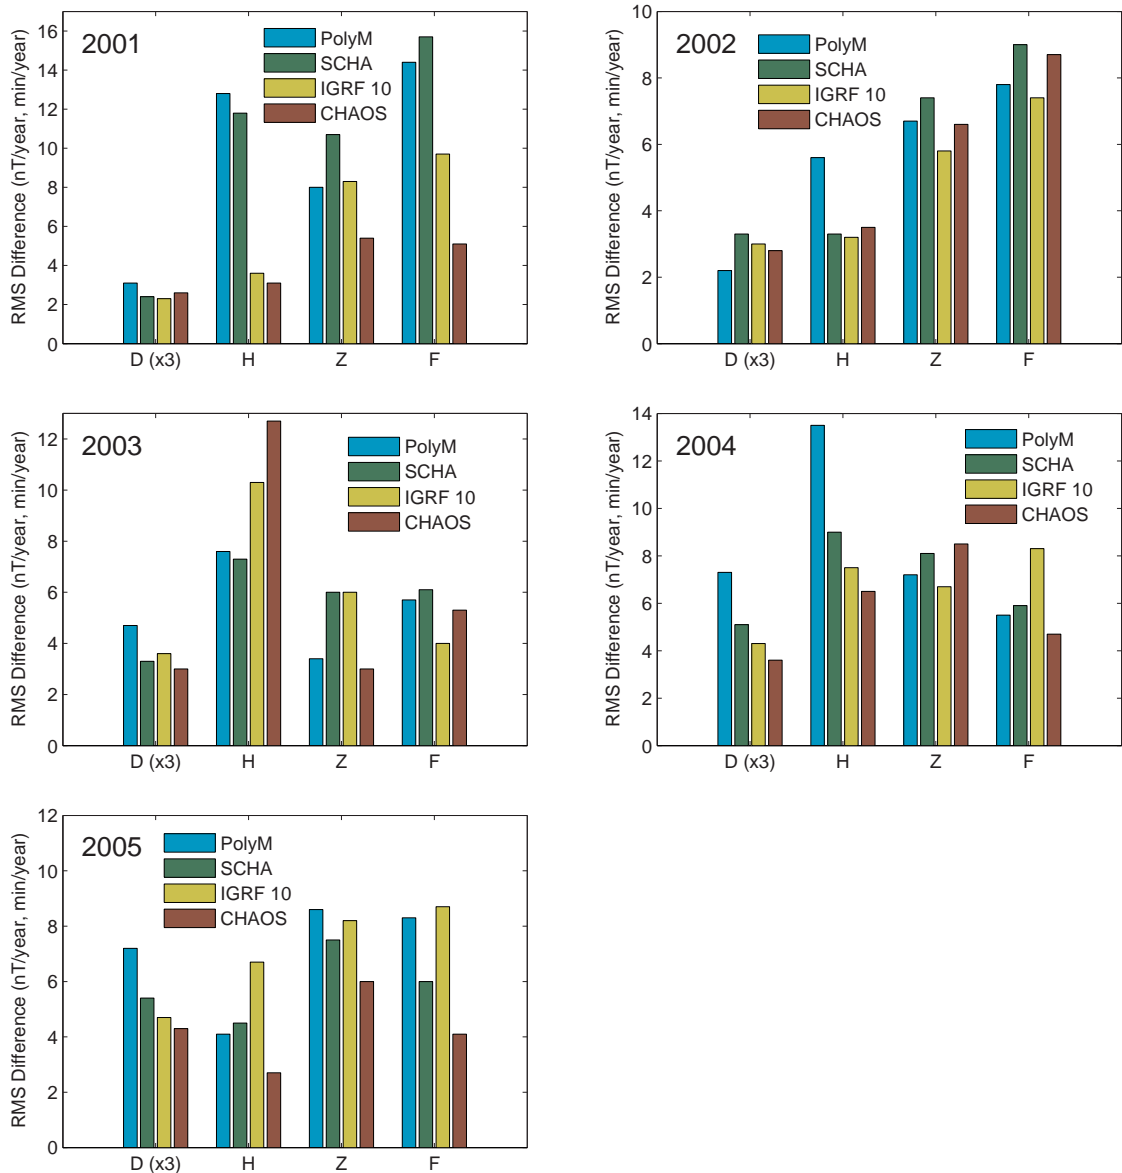 2001
PolyM
SCHA
IGRF 10
CHAOS
RMS Difference (nT/year, min/year)
16
14
12
10
8
6
4
2
0
D (x3) H Z F
2002
PolyM
SCHA
IGRF 10
CHAOS
RMS Difference (nT/year, min/year)
10
8
6
4
2
0
D (x3) H Z F
2003
PolyM
SCHA
IGRF 10
CHAOS
RMS Difference (nT/year, min/year)
12
10
8
6
4
2
0
D (x3) H Z F
2004
PolyM
SCHA
IGRF 10
CHAOS
RMS Difference (nT/year, min/year)
14
12
10
8
6
4
2
0
D (x3) H Z F
2005
PolyM
SCHA
IGRF 10
CHAOS
RMS Difference (nT/year, min/year)
12
10
8
6
4
2
0
D (x3) H Z F